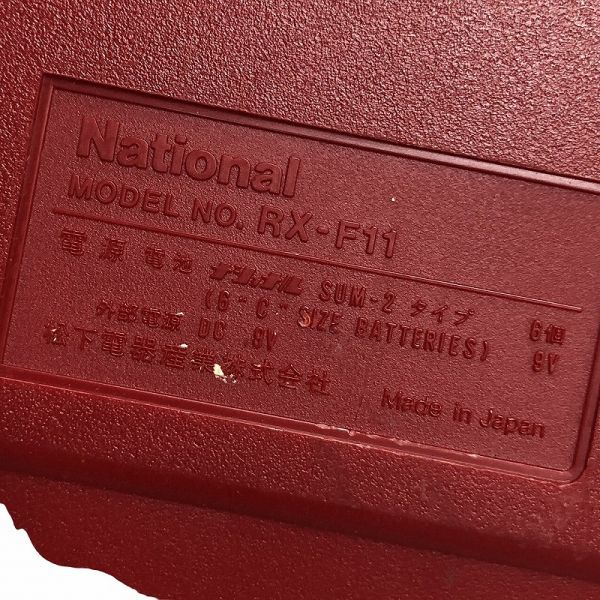 National
MODEL NO. RX-F11
電源 電池 ナショナル SUM-2 タイプ 6個
(6"C"SIZE BATTERIES) 9V
外部電源 DC 9V
松下電器産業株式会社
Made in Japan